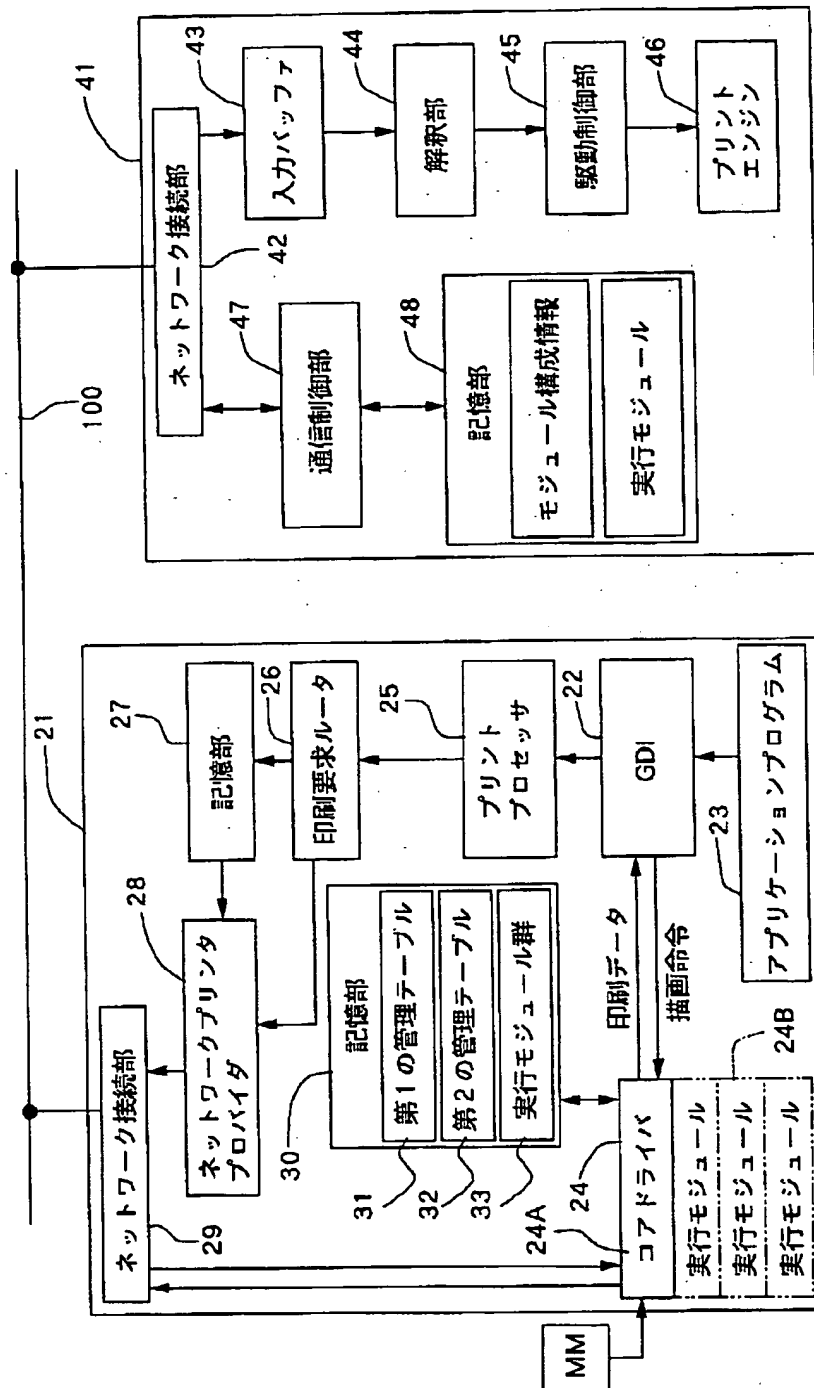 100
21
ネットワーク接続部
29
ネットワークプリンタ
プロバイダ
28
記憶部
27
印刷要求ルータ
26
プリント
プロセッサ
25
GDI
22
アプリケーションプログラム
23
印刷データ
描画命令
記憶部
30
第1の管理テーブル
31
第2の管理テーブル
32
実行モジュール群
33
コアドライバ
24
24A
実行モジュール
実行モジュール
実行モジュール
24B
MM
41
ネットワーク接続部
42
入力バッファ
43
解釈部
44
駆動制御部
45
プリント
エンジン
46
通信制御部
47
記憶部
48
モジュール構成情報
実行モジュール